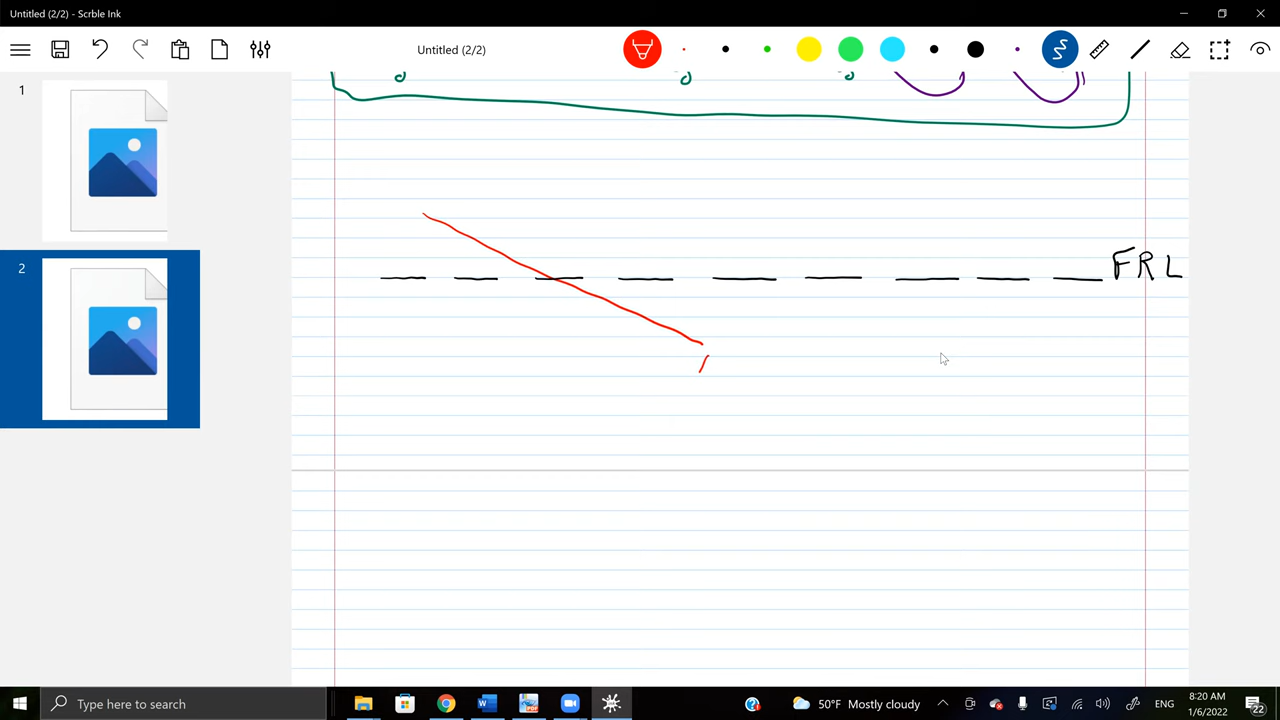 Untitled (2/2) - Scrble Ink
Untitled (2/2)
1
2
F R L
Type here to search
50°F Mostly cloudy
ENG
8:20 AM
1/6/2022
22